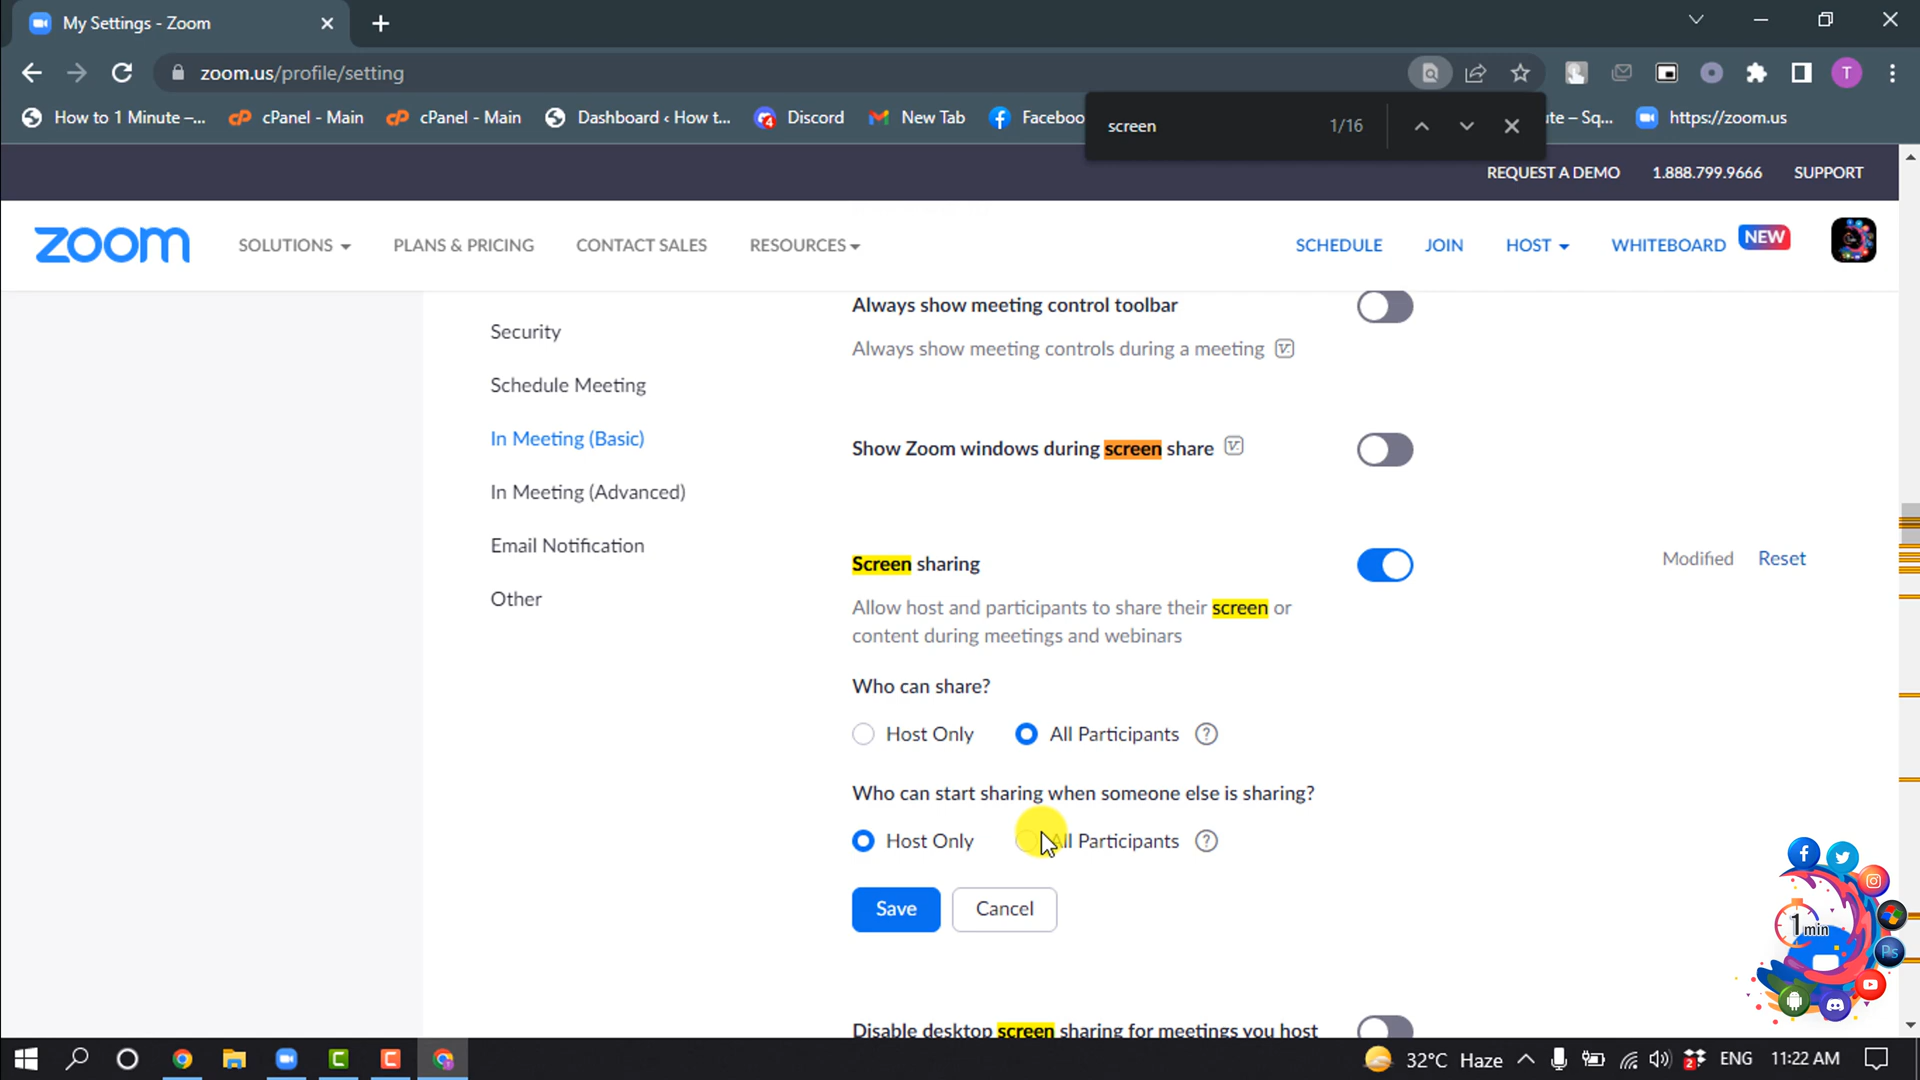 My Settings - Zoom
zoom.us/profile/setting
T
How to 1 Minute –...
cPanel - Main
cPanel - Main
Dashboard ‹ How t...
Discord
New Tab
Faceboo
ute – Sq...
https://zoom.us
screen
1/16
REQUEST A DEMO
1.888.799.9666
SUPPORT
zoom
SOLUTIONS
PLANS & PRICING
CONTACT SALES
RESOURCES
SCHEDULE
JOIN
HOST
WHITEBOARD
NEW
Security
Schedule Meeting
In Meeting (Basic)
In Meeting (Advanced)
Email Notification
Other
Always show meeting control toolbar
Always show meeting controls during a meeting
Show Zoom windows during screen share
Screen sharing
Modified
Reset
Allow host and participants to share their screen or
content during meetings and webinars
Who can share?
Host Only
All Participants
Who can start sharing when someone else is sharing?
Host Only
All Participants
Save
Cancel
Disable desktop screen sharing for meetings you host
1 min
Ps
32°C Haze
2
ENG
11:22 AM